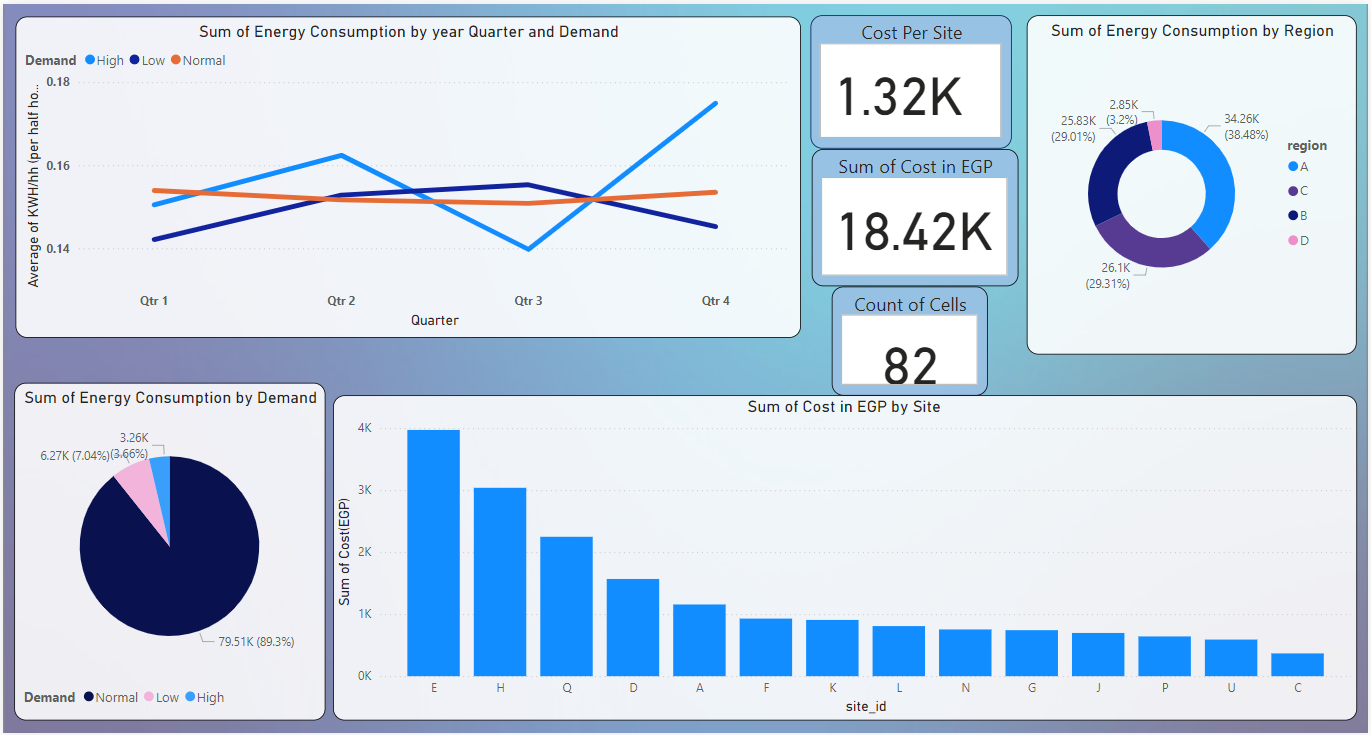 Sum of Energy Consumption by year Quarter and Demand
Demand High Low Normal
Average of KWH/hh (per half ho...
0.18
0.16
0.14
Qtr 1 Qtr 2 Qtr 3 Qtr 4
Quarter
Cost Per Site
1.32K
Sum of Cost in EGP
18.42K
Count of Cells
82
Sum of Energy Consumption by Region
2.85K
(3.2%)
34.26K
(38.48%)
25.83K
(29.01%)
26.1K
(29.31%)
region
A
C
B
D
Sum of Energy Consumption by Demand
3.26K
(3.66%)
6.27K (7.04%)
79.51K (89.3%)
Demand Normal Low High
Sum of Cost in EGP by Site
Sum of Cost(EGP)
4K
3K
2K
1K
0K
E H Q D A F K L N G J P U C
site_id